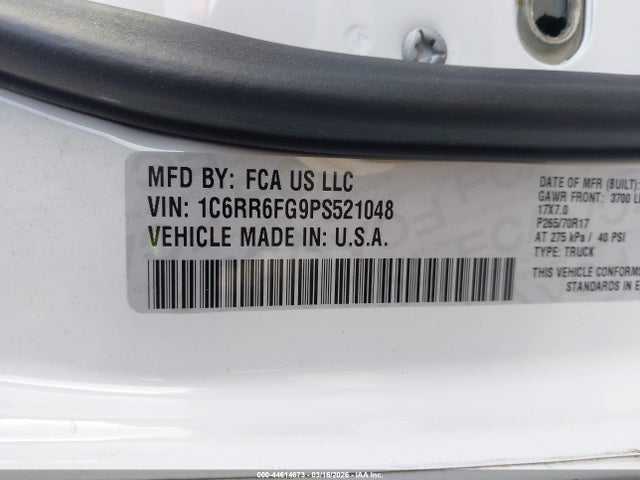 MFD BY: FCA US LLC
VIN: 1C6RR6FG9PS521048
VEHICLE MADE IN: U.S.A.
DATE OF MFR (BUILT):
GAWR FRONT: 3700 L
17X7.0
P265/70R17
AT 275 kPa / 40 PSI
TYPE: TRUCK
THIS VEHICLE CONFORMS
STANDARDS IN E
000-44614673 - 03/16/2026 - IAA Inc.